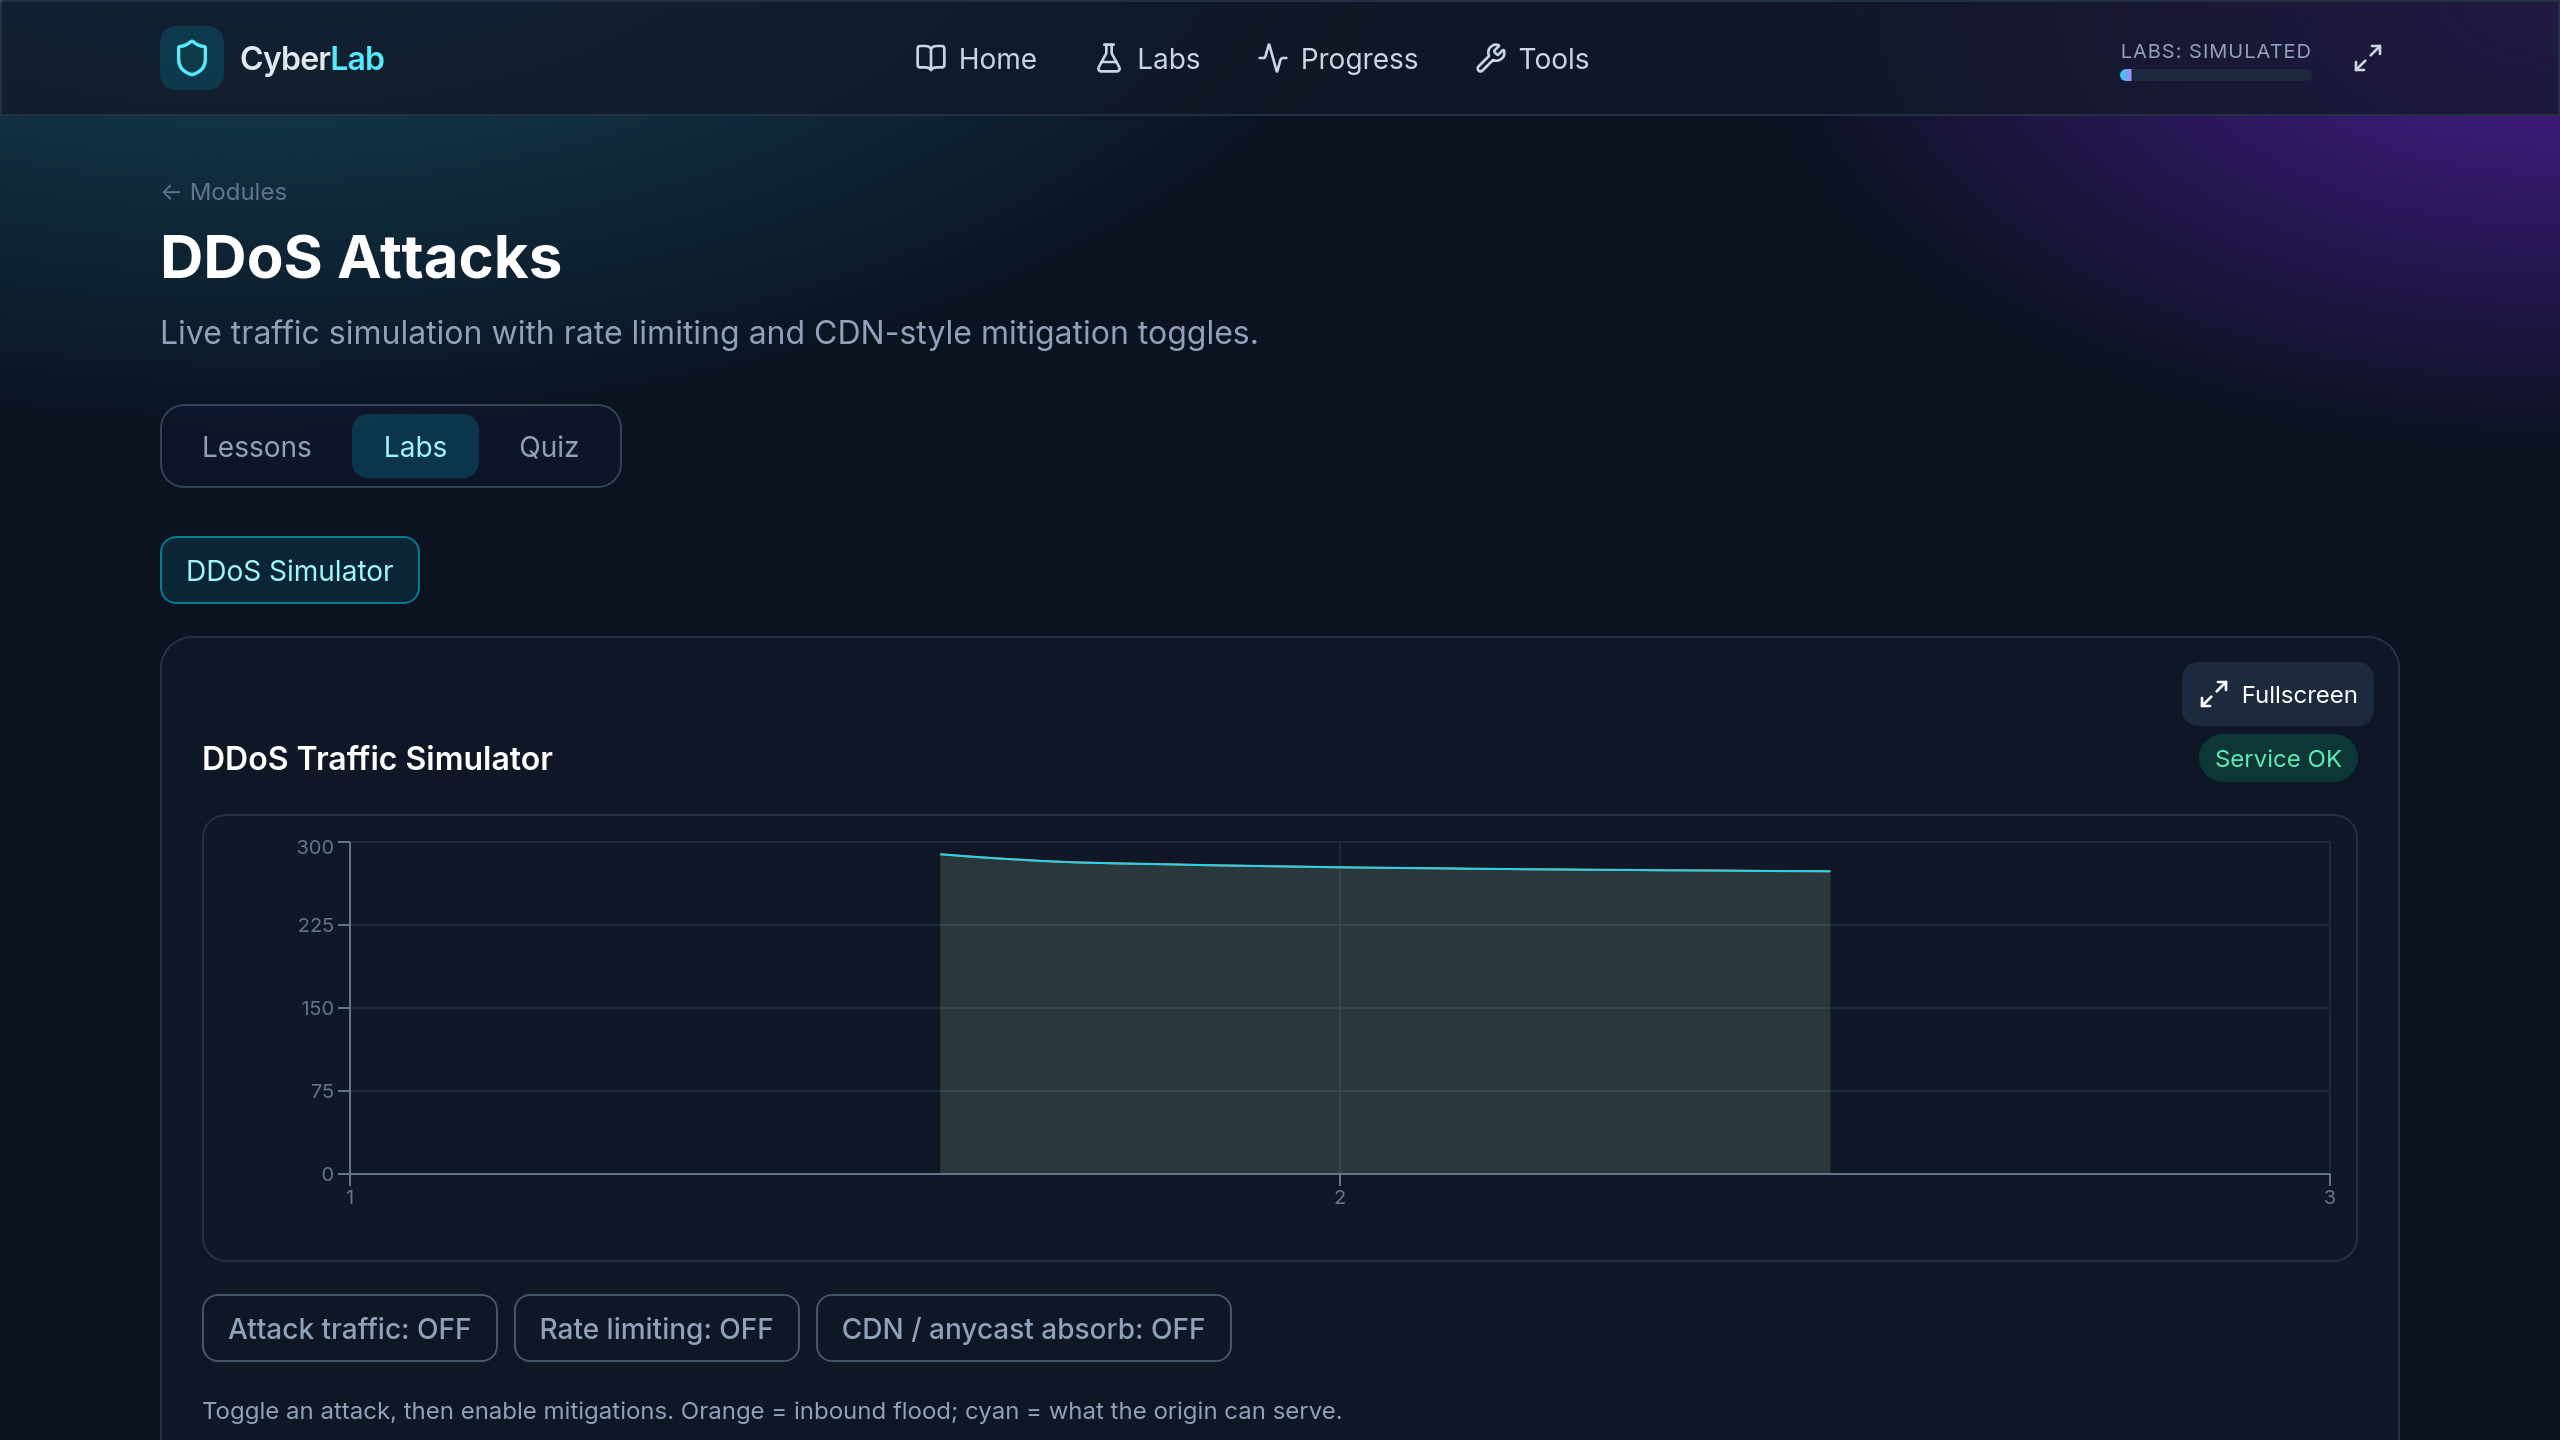 CyberLab
Home
Labs
Progress
Tools
LABS: SIMULATED
← Modules
DDoS Attacks
Live traffic simulation with rate limiting and CDN-style mitigation toggles.
Lessons
Labs
Quiz
DDoS Simulator
Fullscreen
DDoS Traffic Simulator
Service OK
300
225
150
75
0
1
2
3
Attack traffic: OFF
Rate limiting: OFF
CDN / anycast absorb: OFF
Toggle an attack, then enable mitigations. Orange = inbound flood; cyan = what the origin can serve.